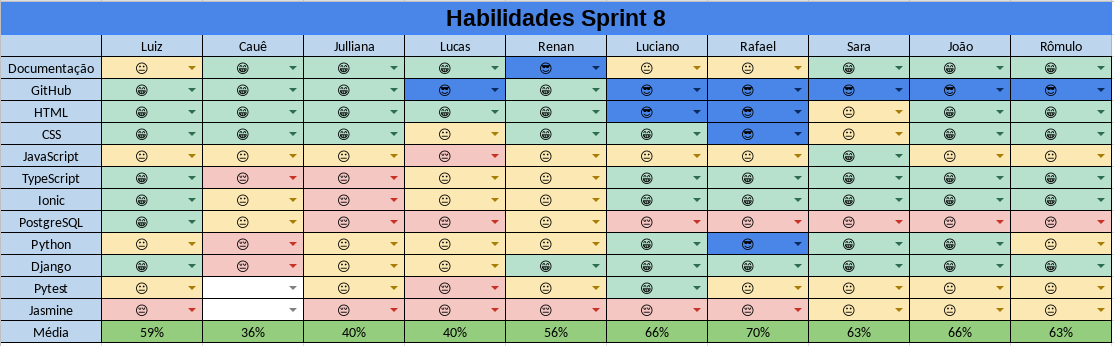 Habilidades Sprint 8
Luiz Cauê Julliana Lucas Renan Luciano Rafael Sara João Rômulo
Documentação 😐 😁 😁 😁 😎 😐 😐 😁 😁 😁
GitHub 😁 😁 😁 😎 😁 😎 😎 😎 😎 😎
HTML 😁 😁 😁 😁 😁 😎 😎 😐 😁 😁
CSS 😁 😁 😁 😐 😁 😁 😎 😐 😁 😁
JavaScript 😐 😐 😐 😔 😐 😐 😐 😁 😐 😐
TypeScript 😁 😔 😔 😐 😐 😁 😁 😁 😁 😁
Ionic 😁 😐 😔 😐 😐 😁 😁 😁 😁 😁
PostgreSQL 😁 😐 😐 😐 😐 😔 😔 😔 😔 😔
Python 😐 😔 😐 😐 😐 😁 😎 😁 😁 😐
Django 😁 😔 😐 😐 😁 😁 😁 😁 😁 😁
Pytest 😐 😐 😔 😐 😁 😐 😐 😐 😐
Jasmine 😔 😔 😔 😔 😔 😔 😐 😐 😐
Média 59% 36% 40% 40% 56% 66% 70% 63% 66% 63%